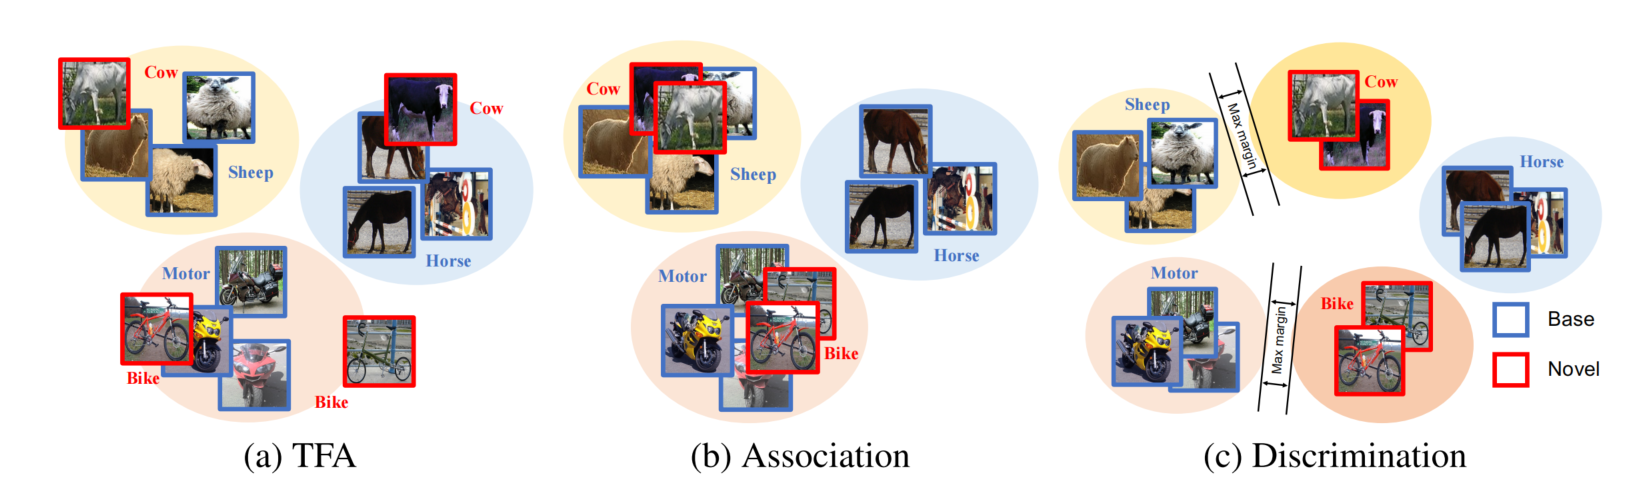 Cow
Cow
Sheep
Horse
Motor
Bike
Bike
(a) TFA
Cow
Sheep
Horse
Motor
Bike
(b) Association
Sheep
Max margin
Cow
Horse
Motor
Max margin
Bike
Base
Novel
(c) Discrimination